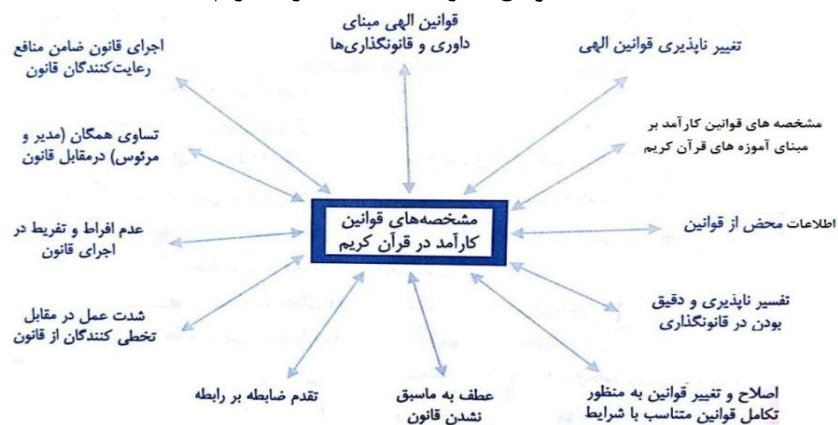 قوانین الهی مبنای
داوری و قانونگذاری‌ها
تغییر ناپذیری قوانین الهی
مشخصه های قوانین کارآمد بر
مبنای آموزه های قرآن کریم
اطلاعات محض از قوانین
تفسیر ناپذیری و دقیق
بودن در قانونگذاری
اصلاح و تغییر قوانین به منظور
تکامل قوانین متناسب با شرایط
عطف به ماسبق
نشدن قانون
تقدم ضابطه بر رابطه
شدت عمل در مقابل
تخطی کنندگان از قانون
عدم افراط و تفریط در
اجرای قانون
تساوی همگان (مدیر و
مرئوس) درمقابل قانون
اجرای قانون ضامن منافع
رعایت‌کنندگان قانون
مشخصه‌های قوانین
کارآمد در قرآن کریم